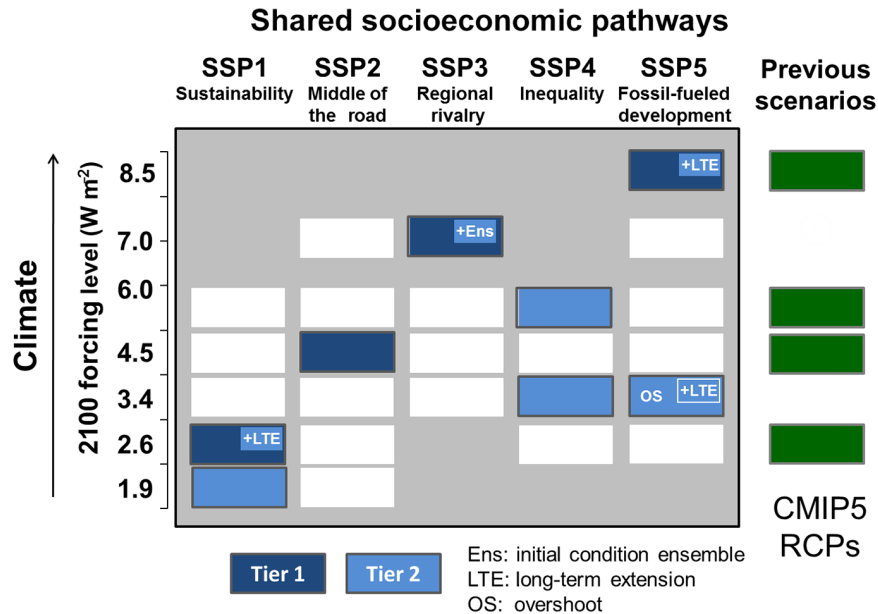 Shared socioeconomic pathways
SSP1 SSP2 SSP3 SSP4 SSP5
Sustainability Middle of the road Regional rivalry Inequality Fossil-fueled development
Previous
scenarios
Climate
2100 forcing level (W m-2)
8.5 +LTE
7.0 +Ens
6.0
4.5
3.4 OS +LTE
2.6 +LTE
1.9
CMIP5
RCPs
Tier 1 Tier 2
Ens: initial condition ensemble
LTE: long-term extension
OS: overshoot